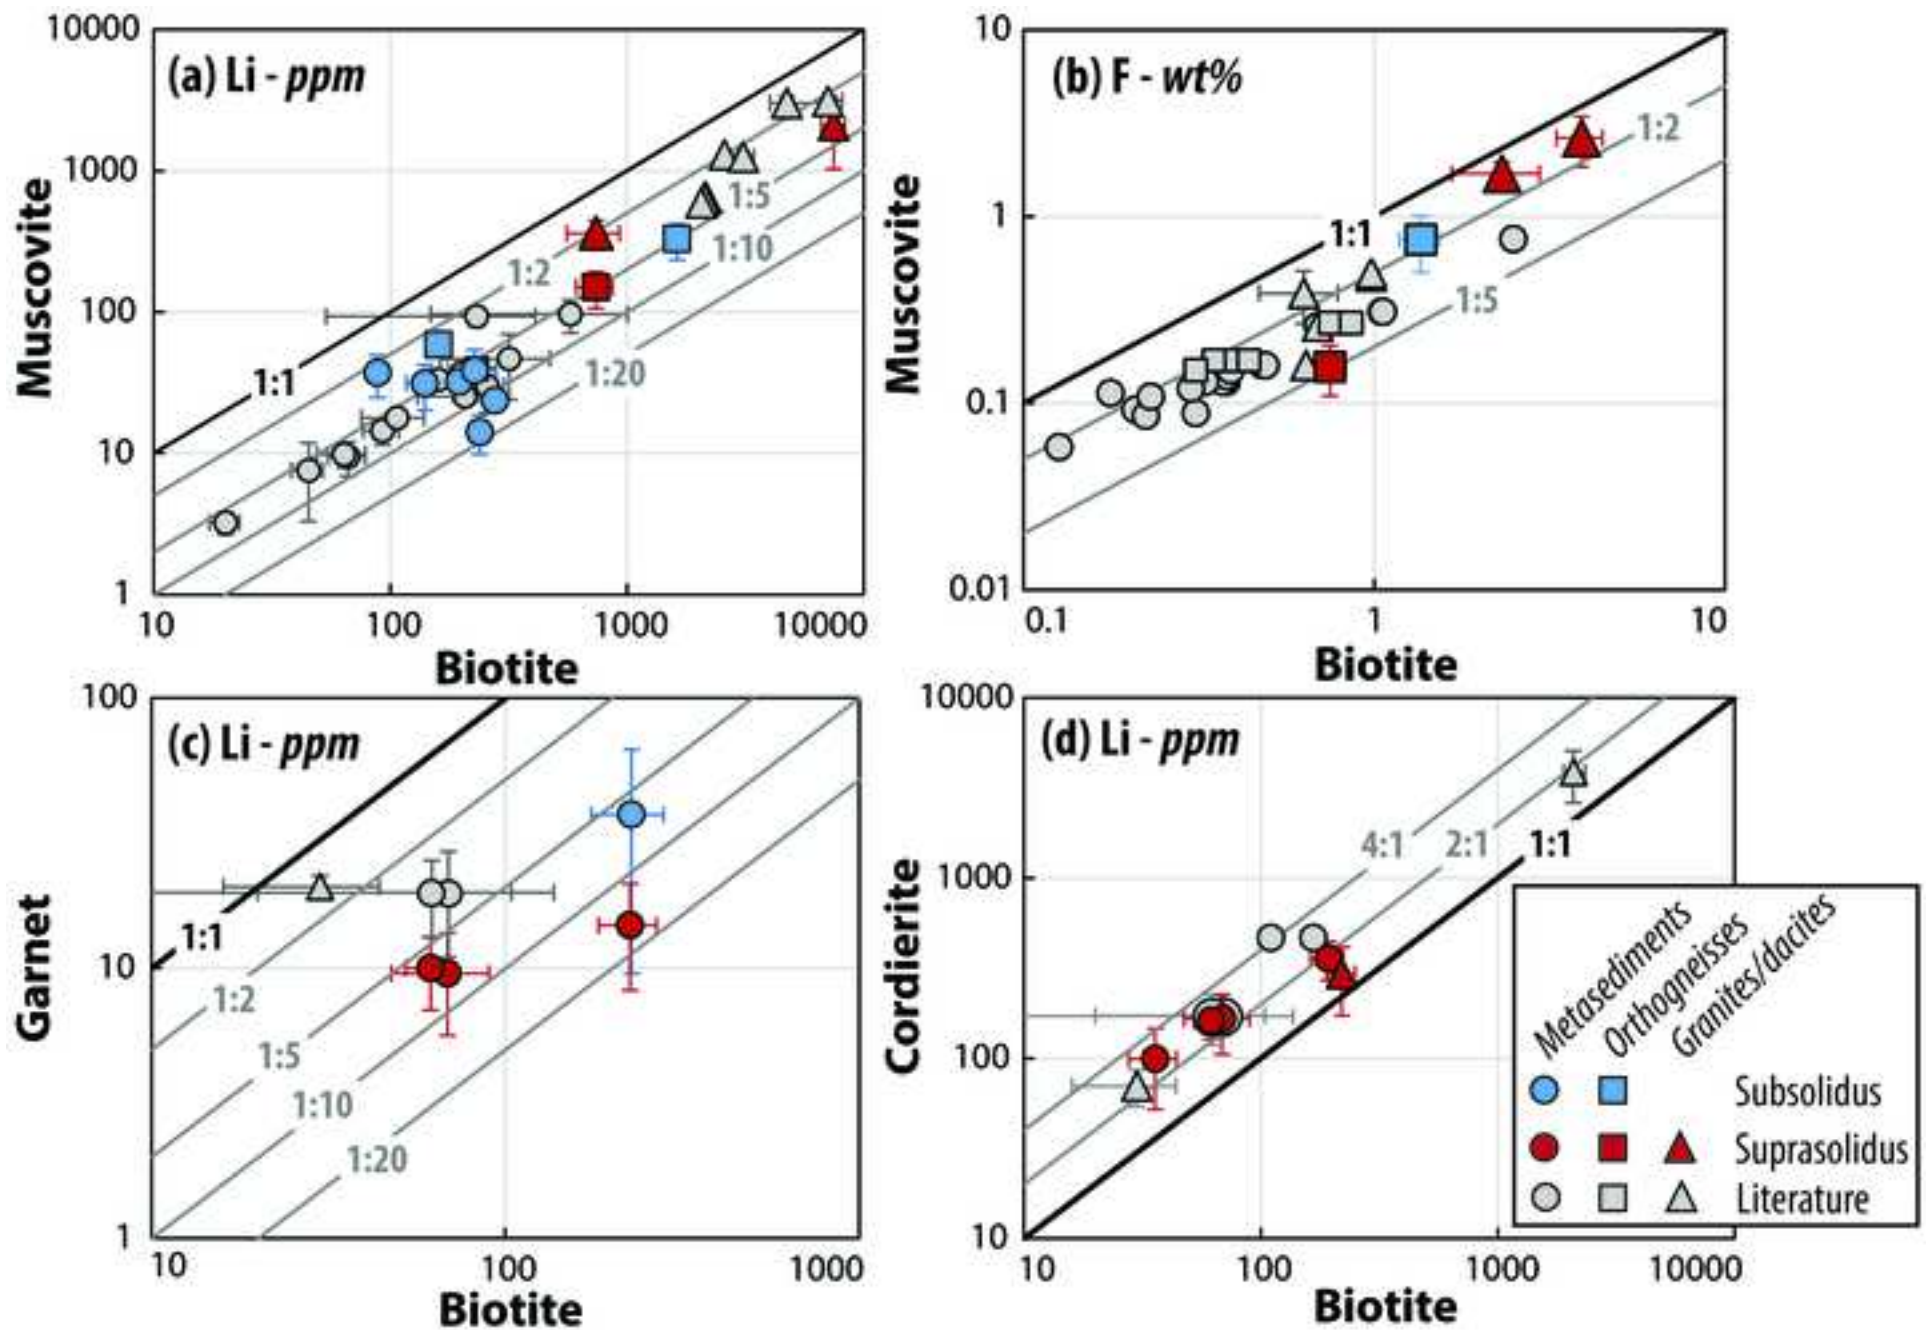 (a) Li - ppm
10000
1000
100
10
1
Muscovite
1:1
1:2
1:5
1:10
1:20
10
100
1000
10000
Biotite
(b) F - wt%
10
1
0.1
0.01
Muscovite
1:1
1:2
1:5
0.1
1
10
Biotite
(c) Li - ppm
100
10
1
Garnet
1:1
1:2
1:5
1:10
1:20
10
100
1000
Biotite
(d) Li - ppm
10000
1000
100
10
Cordierite
4:1
2:1
1:1
10
100
1000
10000
Biotite
Metasediments
Orthogneisses
Granites/dacites
Subsolidus
Suprasolidus
Literature